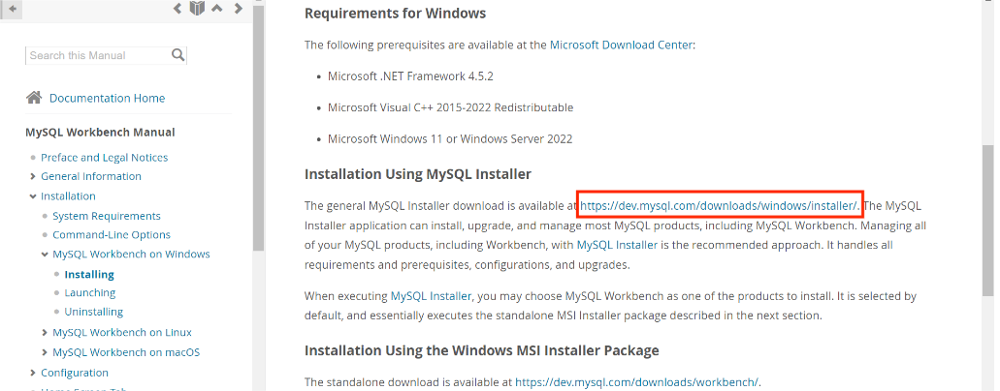 Search this Manual
Documentation Home
MySQL Workbench Manual
Preface and Legal Notices
General Information
Installation
System Requirements
Command-Line Options
MySQL Workbench on Windows
Installing
Launching
Uninstalling
MySQL Workbench on Linux
MySQL Workbench on macOS
Configuration
Home Screen Tab
Requirements for Windows
The following prerequisites are available at the Microsoft Download Center:
Microsoft .NET Framework 4.5.2
Microsoft Visual C++ 2015-2022 Redistributable
Microsoft Windows 11 or Windows Server 2022
Installation Using MySQL Installer
The general MySQL Installer download is available at https://dev.mysql.com/downloads/windows/installer/. The MySQL
Installer application can install, upgrade, and manage most MySQL products, including MySQL Workbench. Managing all
of your MySQL products, including Workbench, with MySQL Installer is the recommended approach. It handles all
requirements and prerequisites, configurations, and upgrades.
When executing MySQL Installer, you may choose MySQL Workbench as one of the products to install. It is selected by
default, and essentially executes the standalone MSI Installer package described in the next section.
Installation Using the Windows MSI Installer Package
The standalone download is available at https://dev.mysql.com/downloads/workbench/.